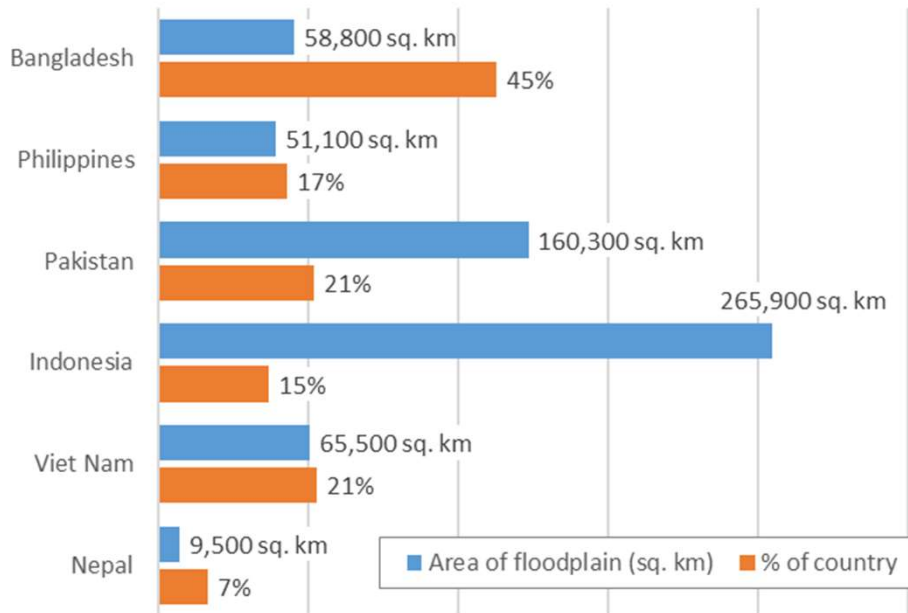 Bangladesh
58,800 sq. km
45%
Philippines
51,100 sq. km
17%
Pakistan
160,300 sq. km
21%
Indonesia
265,900 sq. km
15%
Viet Nam
65,500 sq. km
21%
Nepal
9,500 sq. km
7%
Area of floodplain (sq. km) % of country